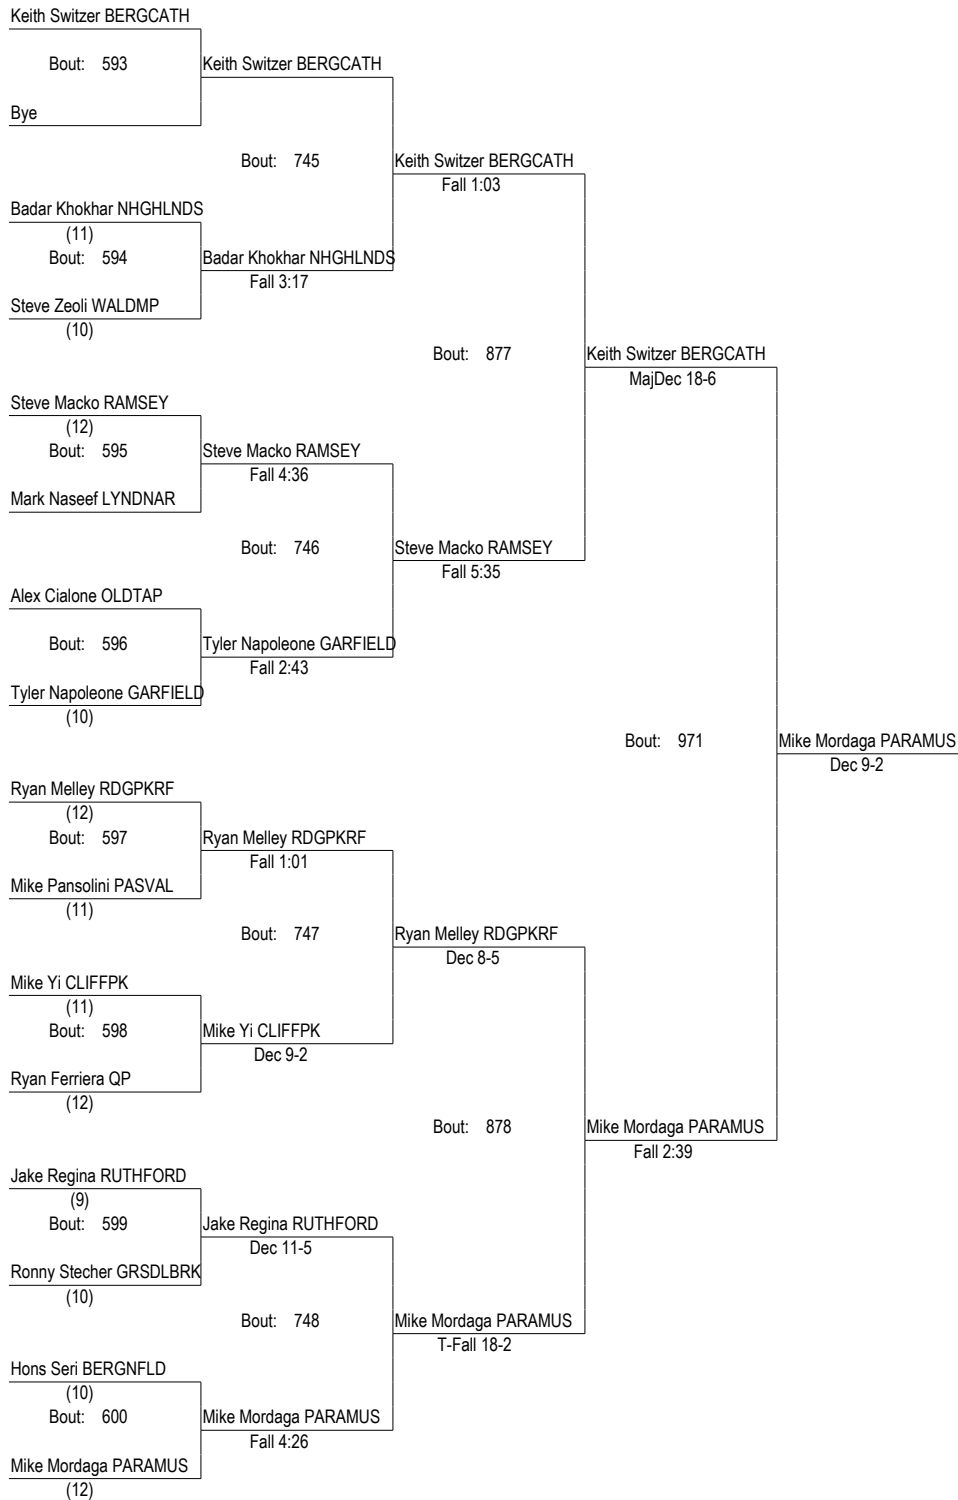 Keith Switzer BERGCATH
Bout: 593
Keith Switzer BERGCATH
Bye
Bout: 745
Keith Switzer BERGCATH
Fall 1:03
Badar Khokhar NHGHLNDS
(11)
Bout: 594
Badar Khokhar NHGHLNDS
Fall 3:17
Steve Zeoli WALDMP
(10)
Bout: 877
Keith Switzer BERGCATH
MajDec 18-6
Steve Macko RAMSEY
(12)
Bout: 595
Steve Macko RAMSEY
Fall 4:36
Mark Naseef LYNDNAR
Bout: 746
Steve Macko RAMSEY
Fall 5:35
Alex Cialone OLDTAP
Bout: 596
Tyler Napoleone GARFIELD
Fall 2:43
Tyler Napoleone GARFIELD
(10)
Bout: 971
Mike Mordaga PARAMUS
Dec 9-2
Ryan Melley RDGPKRF
(12)
Bout: 597
Ryan Melley RDGPKRF
Fall 1:01
Mike Pansolini PASVAL
(11)
Bout: 747
Ryan Melley RDGPKRF
Dec 8-5
Mike Yi CLIFFPK
(11)
Bout: 598
Mike Yi CLIFFPK
Dec 9-2
Ryan Ferriera QP
(12)
Bout: 878
Mike Mordaga PARAMUS
Fall 2:39
Jake Regina RUTHFORD
(9)
Bout: 599
Jake Regina RUTHFORD
Dec 11-5
Ronny Stecher GRSDLBRK
(10)
Bout: 748
Mike Mordaga PARAMUS
T-Fall 18-2
Hons Seri BERGNFLD
(10)
Bout: 600
Mike Mordaga PARAMUS
Fall 4:26
Mike Mordaga PARAMUS
(12)